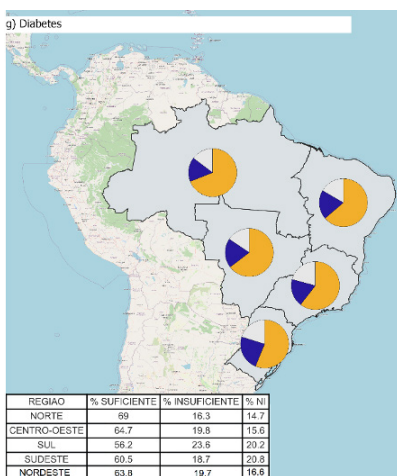 g) Diabetes
REGIAO % SUFICIENTE % INSUFICIENTE % NI
NORTE 69 16.3 14.7
CENTRO-OESTE 64.7 19.8 15.6
SUL 56.2 23.6 20.2
SUDESTE 60.5 18.7 20.8
NORDESTE 63.8 19.7 16.6